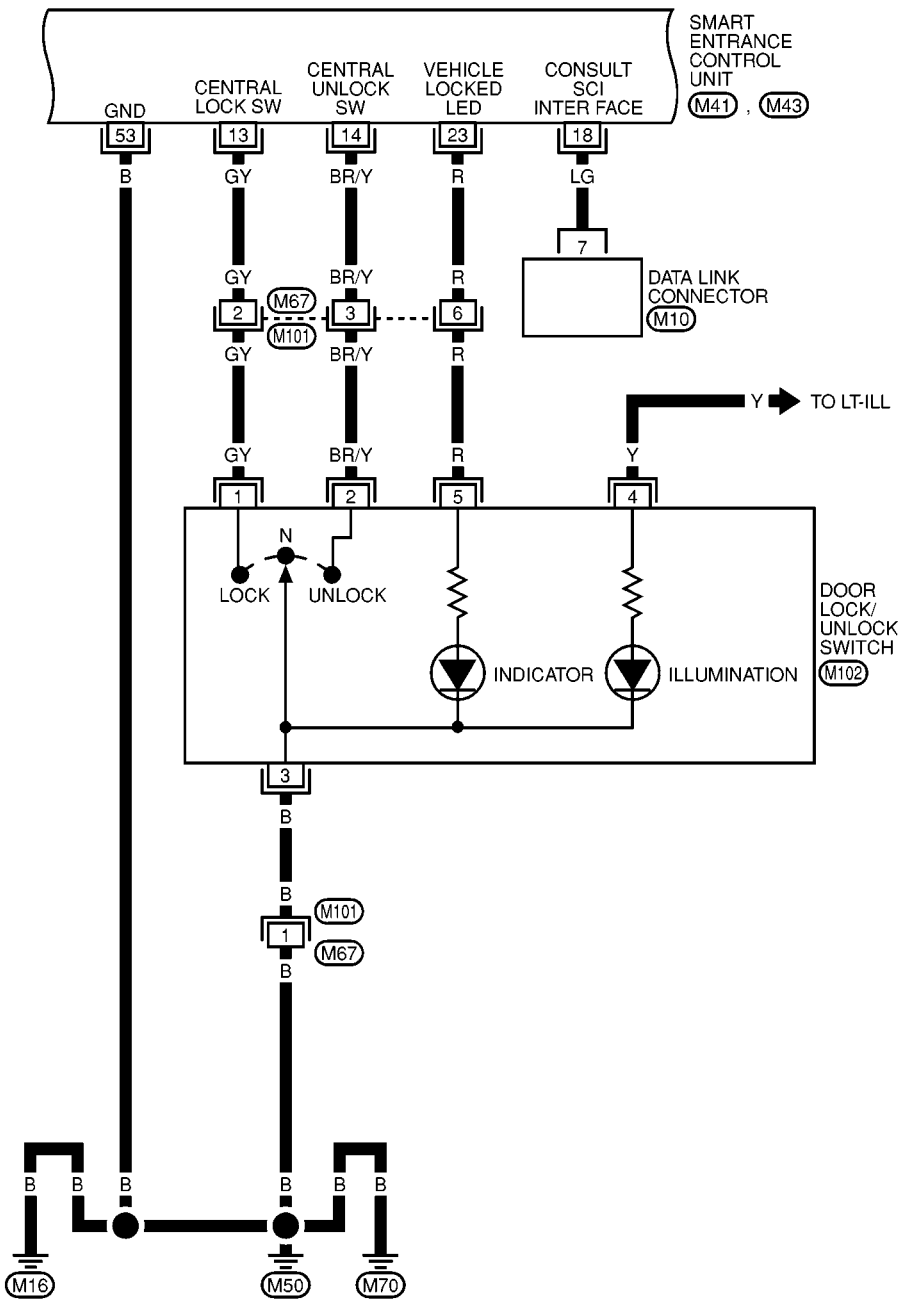 SMART
ENTRANCE
CONTROL
UNIT
M41 , M43
GND
CENTRAL
LOCK SW
CENTRAL
UNLOCK
SW
VEHICLE
LOCKED
LED
CONSULT
SCI
INTER FACE
53 13 14 23 18
B GY BR/Y R LG
7
DATA LINK
CONNECTOR
M10
GY BR/Y R
2 M67 3 6
M101
GY BR/Y R
Y TO LT-ILL
GY BR/Y R Y
1 2 5 4
N
LOCK UNLOCK
INDICATOR ILLUMINATION
DOOR
LOCK/
UNLOCK
SWITCH
M102
3
B
B
M101
1
M67
B
B B B B B B
M16 M50 M70